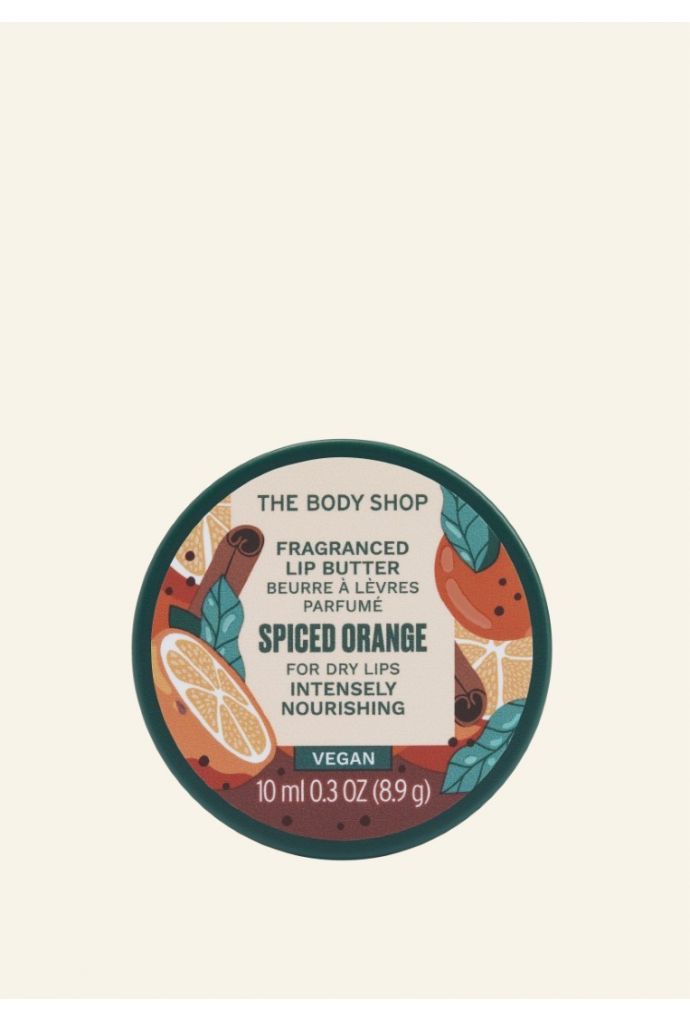 THE BODY SHOP
FRAGRANCED
LIP BUTTER
BEURRE À LÈVRES
PARFUMÉ
SPICED ORANGE
FOR DRY LIPS
INTENSELY
NOURISHING
VEGAN
10 ml 0.3 OZ (8.9 g)